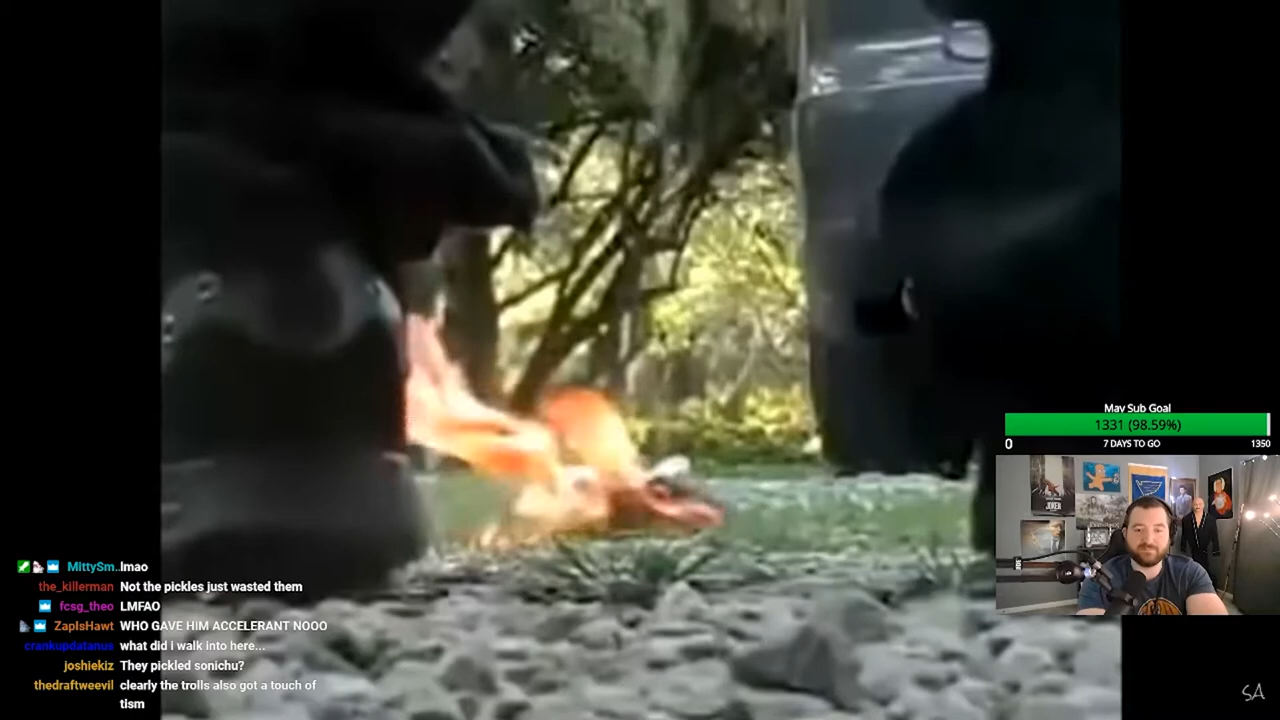 May Sub Goal
1331 (98.59%)
0 7 DAYS TO GO 1350
JOKER
MittySm..lmao
the_killerman Not the pickles just wasted them
fcsg_theo LMFAO
ZapIsHawt WHO GAVE HIM ACCELERANT NOOO
crankupdatanus what did i walk into here...
joshiekiz They pickled sonichu?
thedraftweevil clearly the trolls also got a touch of
tism
SA